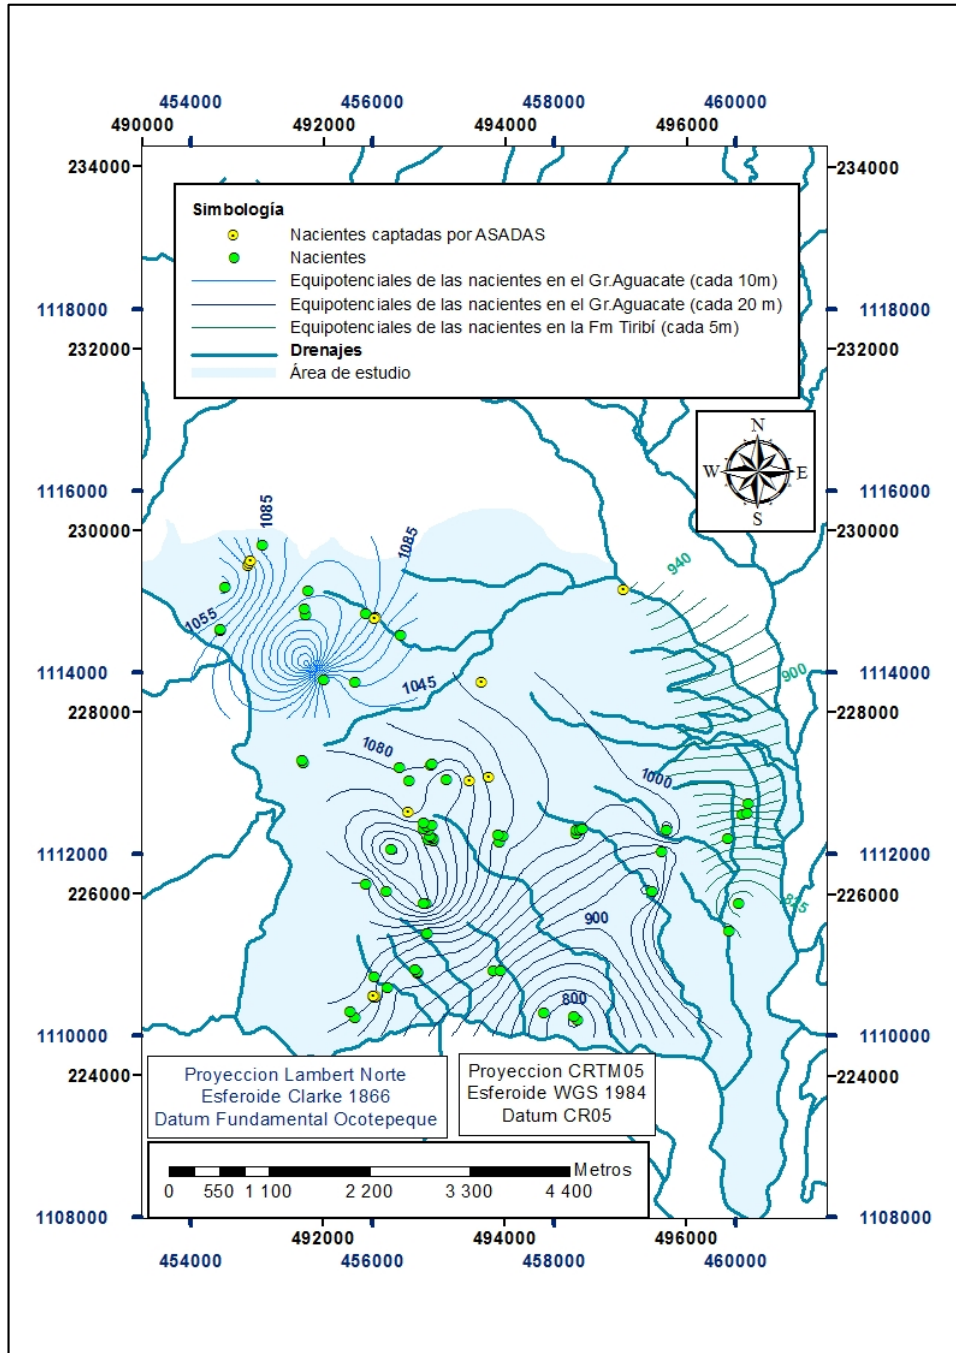 454000 456000 458000 460000
490000 492000 494000 496000
234000 234000
Simbología
Nacientes captadas por ASADAS
Nacientes
Equipotenciales de las nacientes en el Gr.Aguacate (cada 10m)
Equipotenciales de las nacientes en el Gr.Aguacate (cada 20 m)
Equipotenciales de las nacientes en la Fm Tiribí (cada 5m)
Drenajes
Área de estudio
1118000 1118000
232000 232000
N
W E
S
1116000 1116000
230000 230000
1085
1085
940
1055
900
1114000 1114000
1045
228000 228000
1080
1000
1112000 1112000
226000 226000
825
900
800
1110000 1110000
224000 224000
Proyeccion Lambert Norte
Esferoide Clarke 1866
Datum Fundamental Ocotepeque
Proyeccion CRTM05
Esferoide WGS 1984
Datum CR05
Metros
0 550 1 100 2 200 3 300 4 400
1108000 1108000
492000 494000 496000
454000 456000 458000 460000